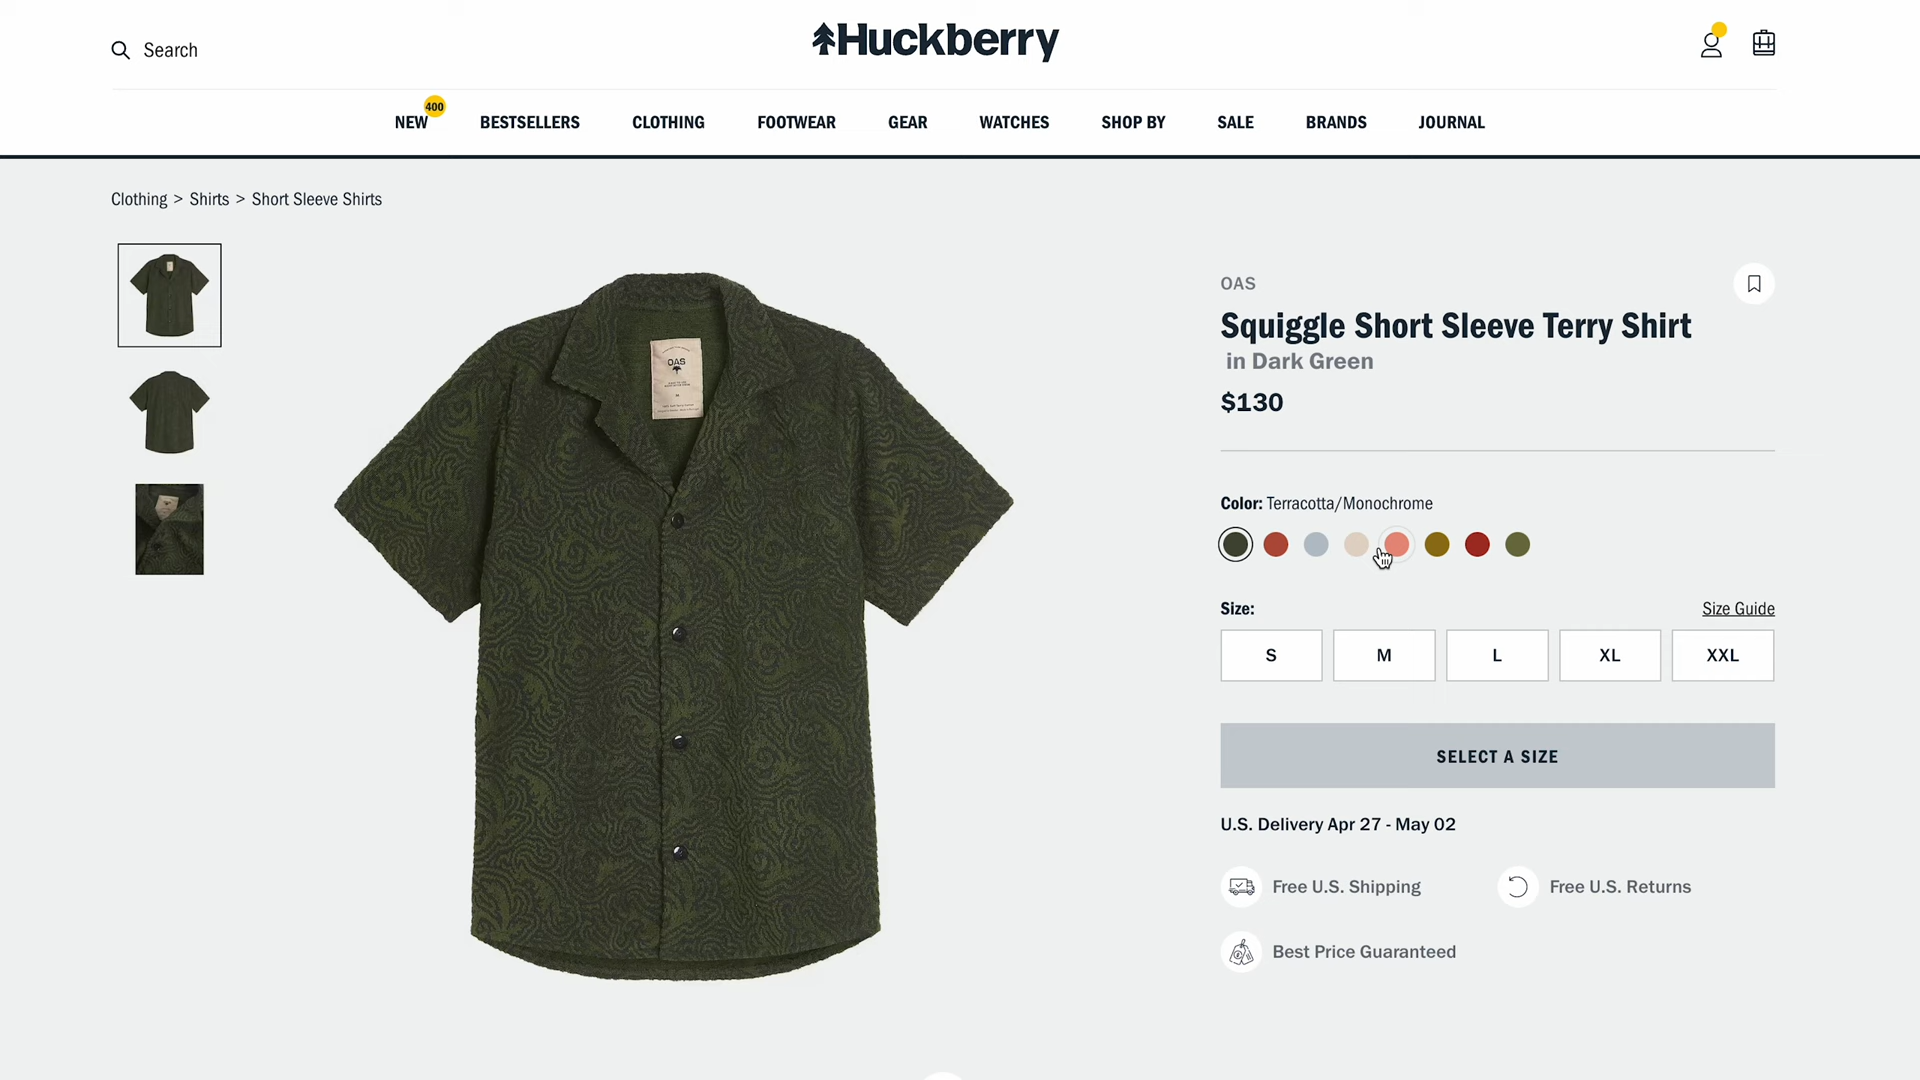 Search
Huckberry
400
NEW BESTSELLERS CLOTHING FOOTWEAR GEAR WATCHES SHOP BY SALE BRANDS JOURNAL
Clothing > Shirts > Short Sleeve Shirts
OAS
OAS
Squiggle Short Sleeve Terry Shirt
in Dark Green
$130
Color: Terracotta/Monochrome
Size: Size Guide
S M L XL XXL
SELECT A SIZE
U.S. Delivery Apr 27 - May 02
Free U.S. Shipping Free U.S. Returns
Best Price Guaranteed